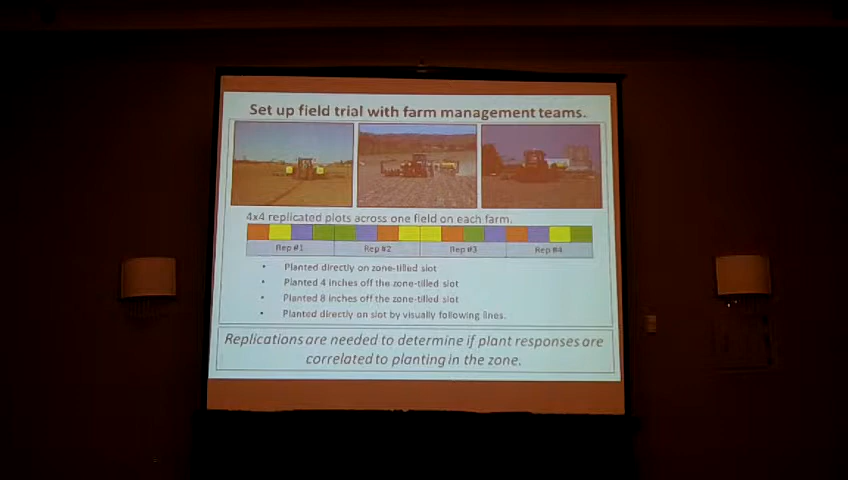 Set up field trial with farm management teams.
4x4 replicated plots across one field on each farm.
Rep #1 Rep #2 Rep #3 Rep #4
• Planted directly on zone-tilled slot
• Planted 4 inches off the zone-tilled slot
• Planted 8 inches off the zone-tilled slot
• Planted directly on slot by visually following lines.
Replications are needed to determine if plant responses are
correlated to planting in the zone.